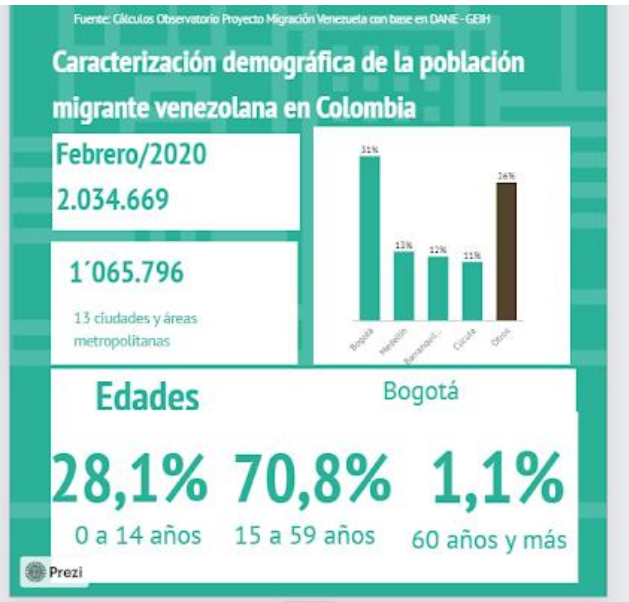 Fuente: Cálculos Observatorio Proyecto Migración Venezuela con base en DANE - GEIH
Caracterización demográfica de la población
migrante venezolana en Colombia
Febrero/2020
2.034.669
1´065.796
13 ciudades y áreas
metropolitanas
31%
13%
12%
11%
26%
Bogotá
Medellín
Barranquil...
Cúcuta
Otros
Edades
Bogotá
28,1% 70,8% 1,1%
0 a 14 años 15 a 59 años 60 años y más
Prezi